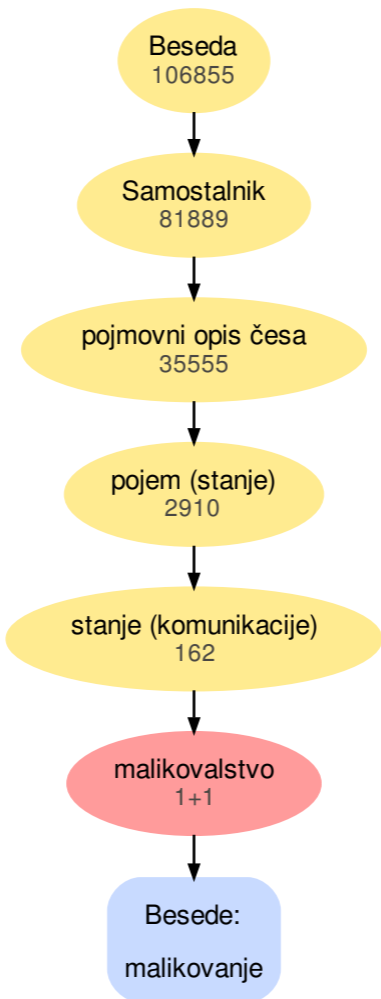 Beseda
106855
Samostalnik
81889
pojmovni opis česa
35555
pojem (stanje)
2910
stanje (komunikacije)
162
malikovalstvo
1+1
Besede:
malikovanje